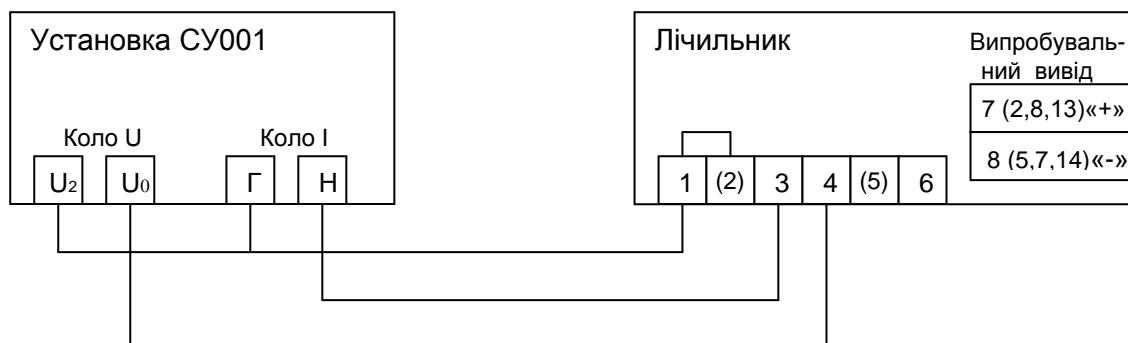 Установка СУ001
Лічильник
Випробуваль-
ний вивід
7 (2,8,13)«+»
8 (5,7,14)«-»
Коло U
Коло I
U2 U0 Г Н
1 (2) 3 4 (5) 6